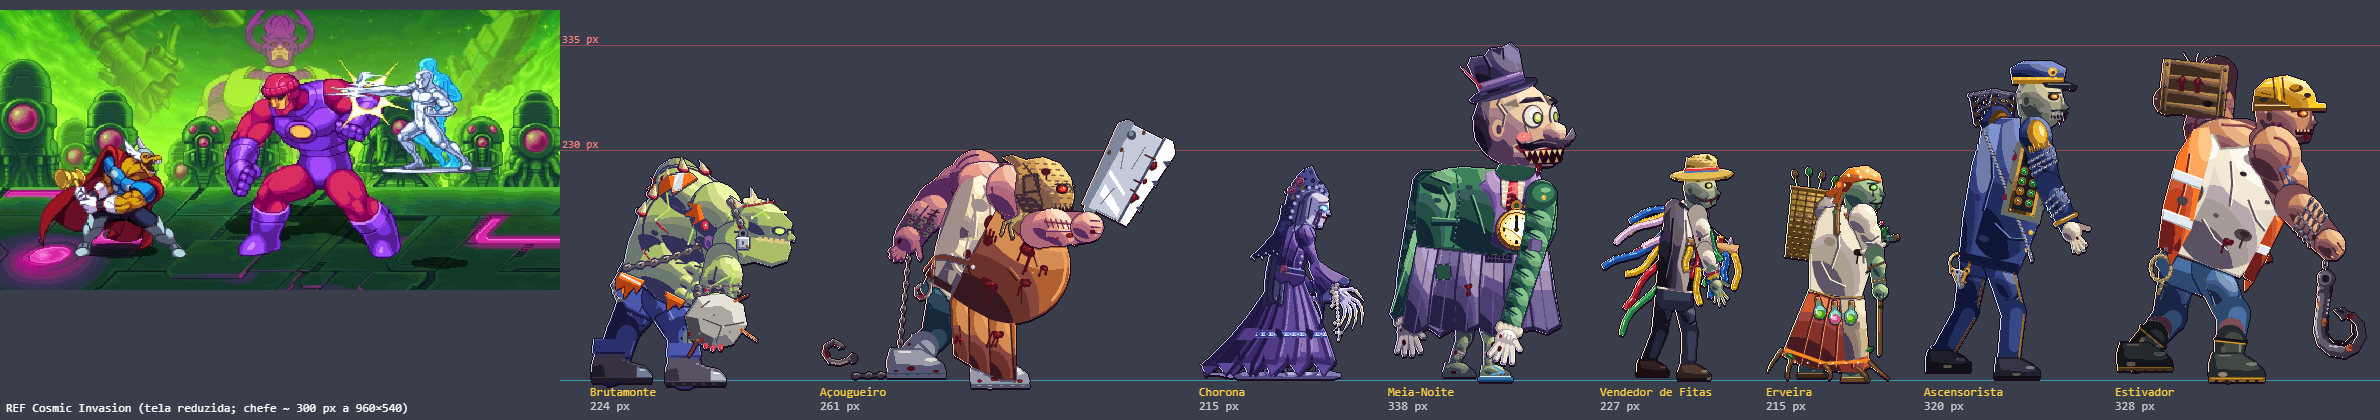 335 px
230 px
Brutamonte
224 px
Açougueiro
261 px
Chorona
215 px
Meia-Noite
338 px
Vendedor de Fitas
227 px
Erveira
215 px
Ascensorista
320 px
Estivador
328 px
REF Cosmic Invasion (tela reduzida; chefe ~ 300 px a 960×540)